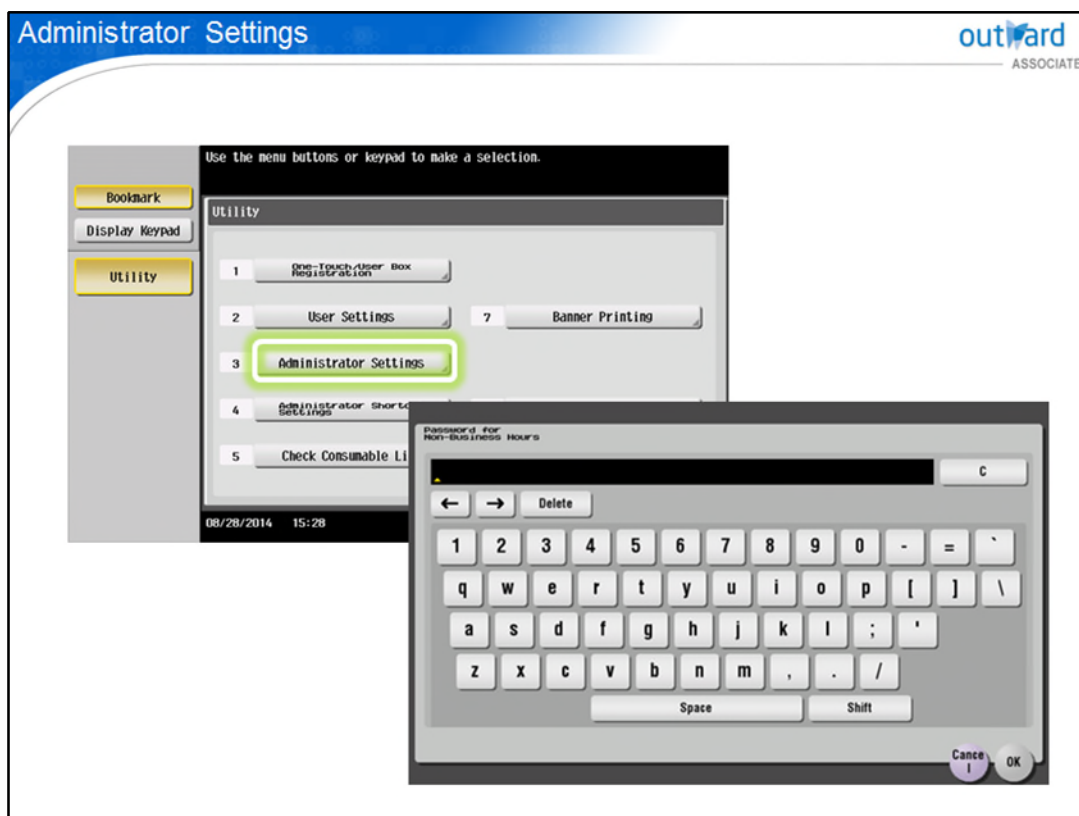 Administrator Settings
outward
ASSOCIATE
Use the menu buttons or keypad to make a selection.
Bookmark
Display Keypad
Utility
Utility
1 One-Touch/User Box
Registration
2 User Settings
7 Banner Printing
3 Administrator Settings
4 Administrator Shortc
Settings
5 Check Consumable Li
08/28/2014 15:28
Password for
Non-Business Hours
C
← → Delete
1 2 3 4 5 6 7 8 9 0 - = `
q w e r t y u i o p [ ] \
a s d f g h j k l ; '
z x c v b n m , . /
Space Shift
Cance
l
OK